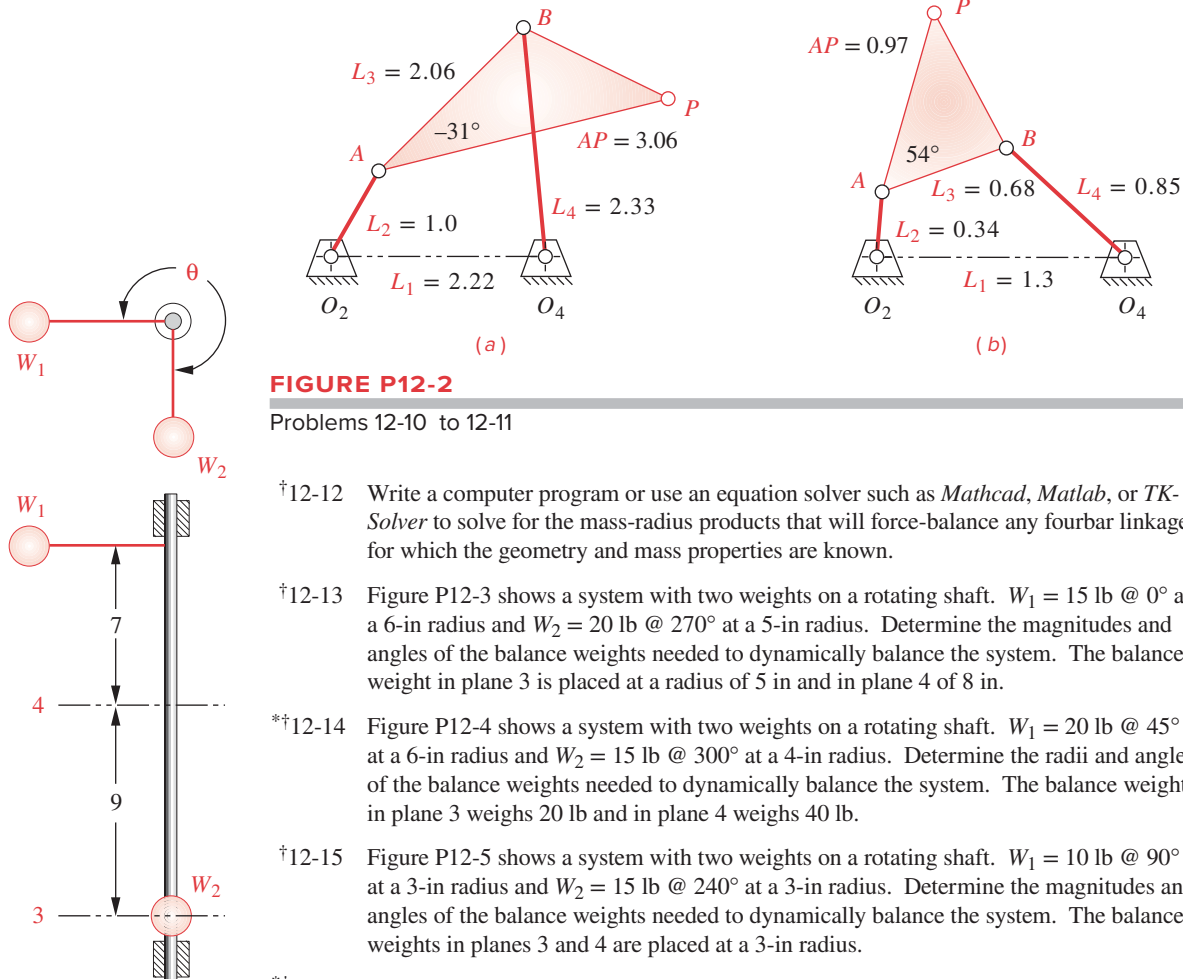 B
P
L3 = 2.06
AP = 0.97
–31°
P
A
AP = 3.06
54°
B
A
L3 = 0.68
L4 = 0.85
L2 = 1.0
L4 = 2.33
L2 = 0.34
L1 = 2.22
L1 = 1.3
O2
O4
O2
O4
(a)
(b)
θ
W1
W2
FIGURE P12-2
Problems 12-10 to 12-11
†12-12 Write a computer program or use an equation solver such as Mathcad, Matlab, or TK-
Solver to solve for the mass-radius products that will force-balance any fourbar linkage
for which the geometry and mass properties are known.
†12-13 Figure P12-3 shows a system with two weights on a rotating shaft. W1 = 15 lb @ 0° a
a 6-in radius and W2 = 20 lb @ 270° at a 5-in radius. Determine the magnitudes and
angles of the balance weights needed to dynamically balance the system. The balance
weight in plane 3 is placed at a radius of 5 in and in plane 4 of 8 in.
*†12-14 Figure P12-4 shows a system with two weights on a rotating shaft. W1 = 20 lb @ 45°
at a 6-in radius and W2 = 15 lb @ 300° at a 4-in radius. Determine the radii and angle
of the balance weights needed to dynamically balance the system. The balance weight
in plane 3 weighs 20 lb and in plane 4 weighs 40 lb.
†12-15 Figure P12-5 shows a system with two weights on a rotating shaft. W1 = 10 lb @ 90°
at a 3-in radius and W2 = 15 lb @ 240° at a 3-in radius. Determine the magnitudes an
angles of the balance weights needed to dynamically balance the system. The balance
weights in planes 3 and 4 are placed at a 3-in radius.
W1
7
4
9
W2
3